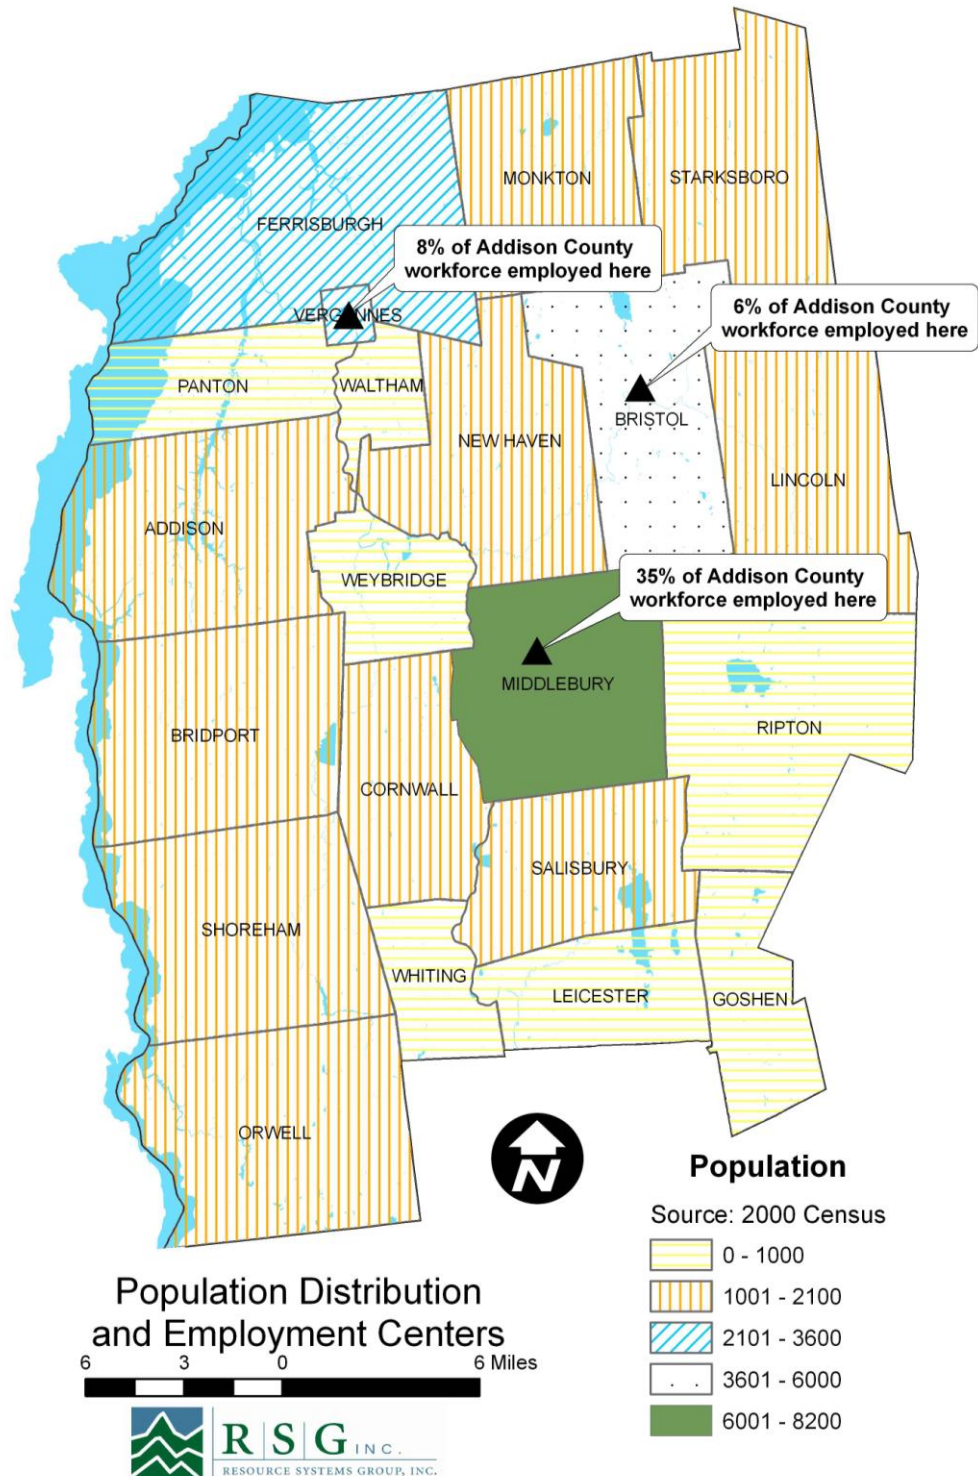 MONKTON
STARKSBORO
FERRISBURGH
8% of Addison County
workforce employed here
6% of Addison County
workforce employed here
VERGENNES
PANTON
WALTHAM
BRISTOL
NEW HAVEN
LINCOLN
ADDISON
WEYBRIDGE
35% of Addison County
workforce employed here
MIDDLEBURY
RIPTON
BRIDPORT
CORNWALL
SALISBURY
SHOREHAM
WHITING
LEICESTER
GOSHEN
ORWELL
N
Population
Source: 2000 Census
0 - 1000
1001 - 2100
2101 - 3600
3601 - 6000
6001 - 8200
Population Distribution
and Employment Centers
6 3 0 6 Miles
R|S|G INC.
RESOURCE SYSTEMS GROUP, INC.